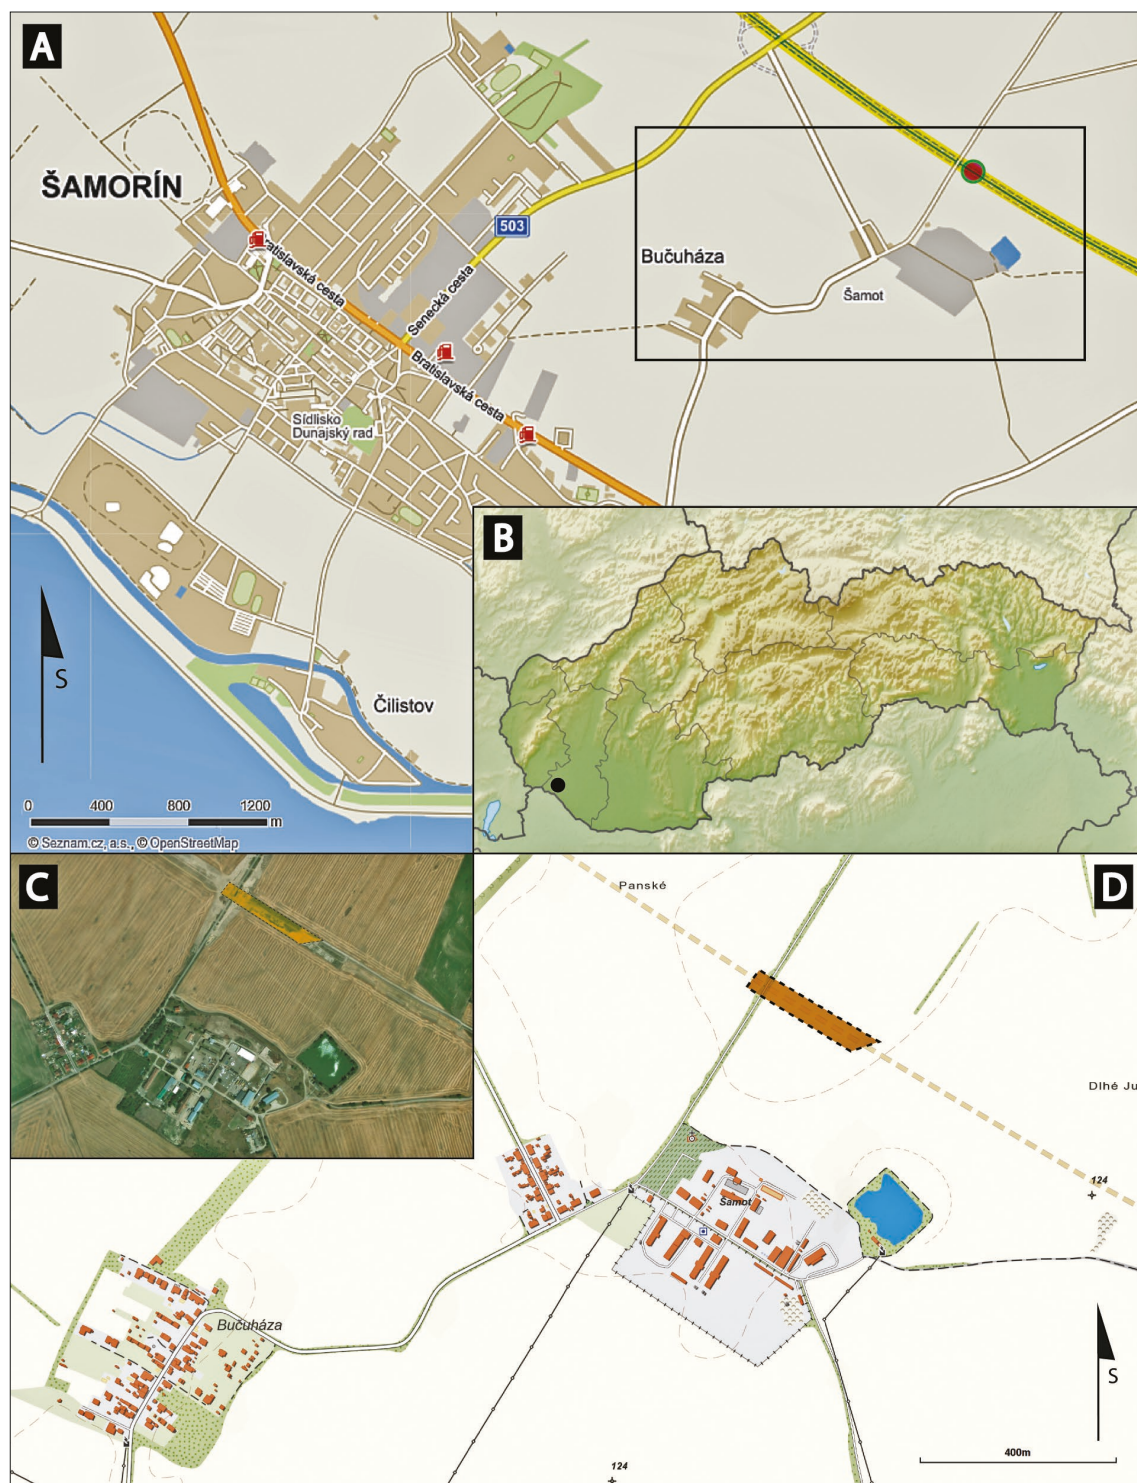 A
ŠAMORÍN
503
Bratislavská cesta
Senecká cesta
Bratislavská cesta
Bučuháza
Šamot
Sídlisko
Dunajský rad
S
Čilistov
0 400 800 1200
m
© Seznam.cz, a.s., © OpenStreetMap
B
C
D
Panské
Dlhé Ju
124
Šamot
Bučuháza
S
400m
124